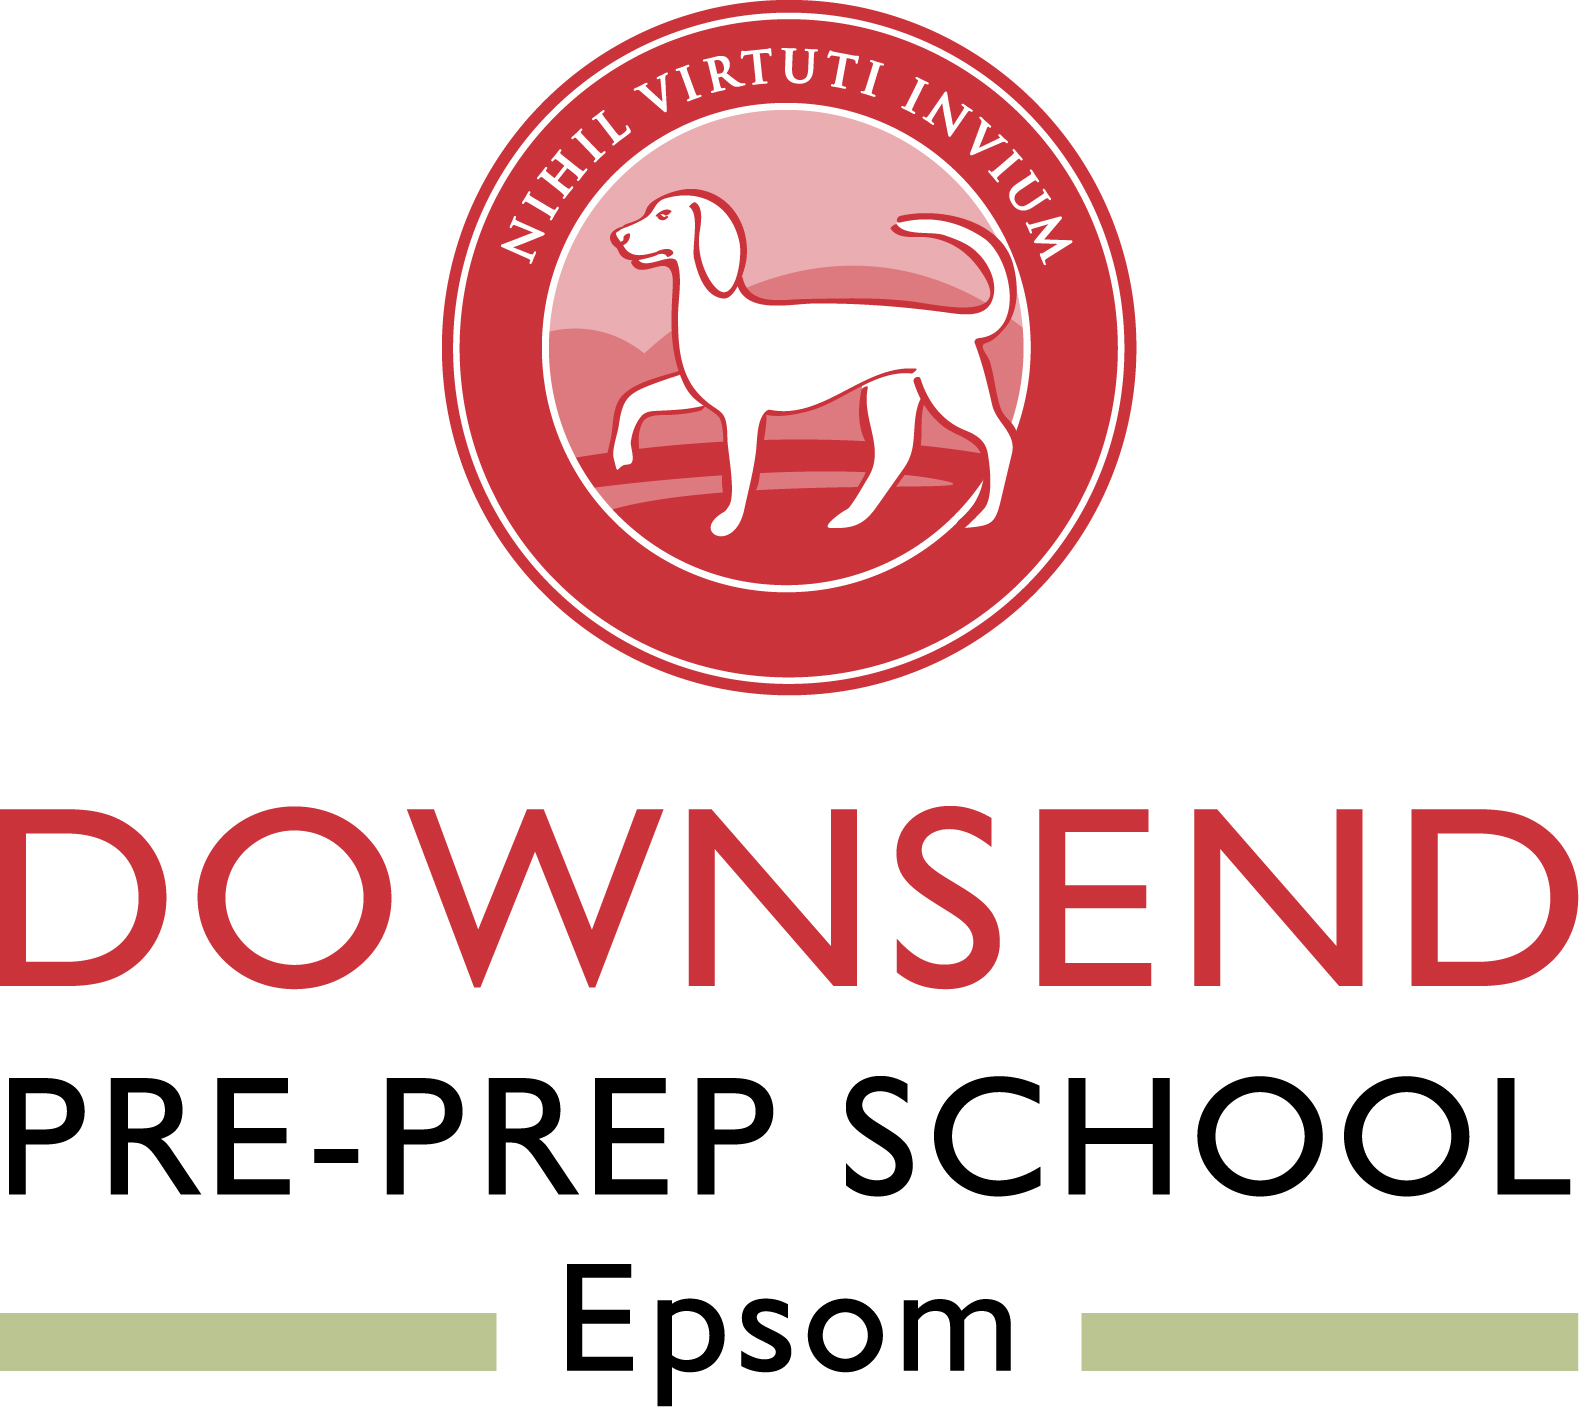 NIHIL VIRTUTI INVIUM
DOWNSEND
PRE-PREP SCHOOL
Epsom